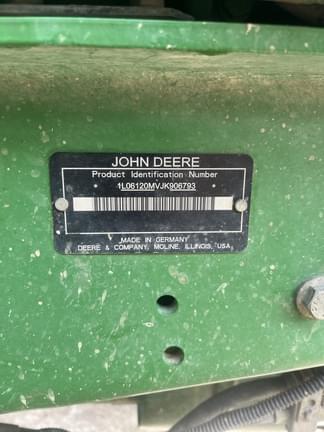 JOHN DEERE
Product Identification Number
1L06120MVJK906793
MADE IN GERMANY
DEERE & COMPANY, MOLINE, ILLINOIS, USA